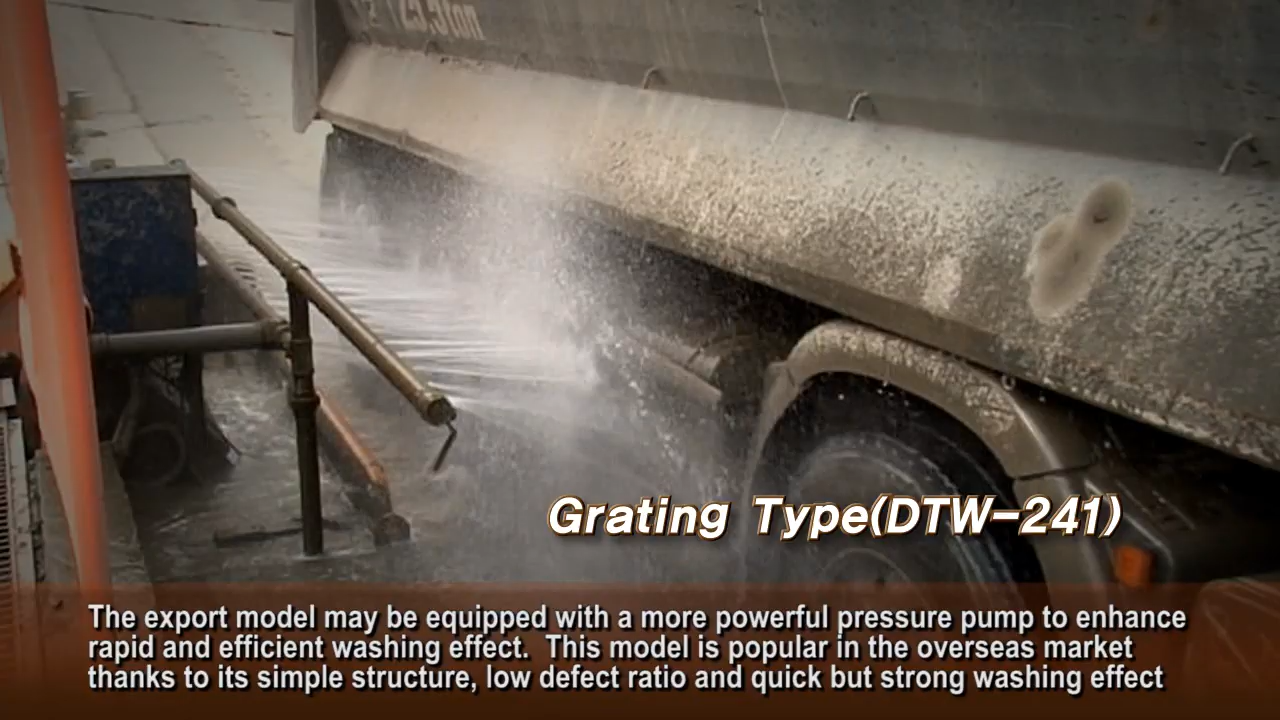 25.5ton
Grating Type(DTW-241)
The export model may be equipped with a more powerful pressure pump to enhance
rapid and efficient washing effect.  This model is popular in the overseas market
thanks to its simple structure, low defect ratio and quick but strong washing effect